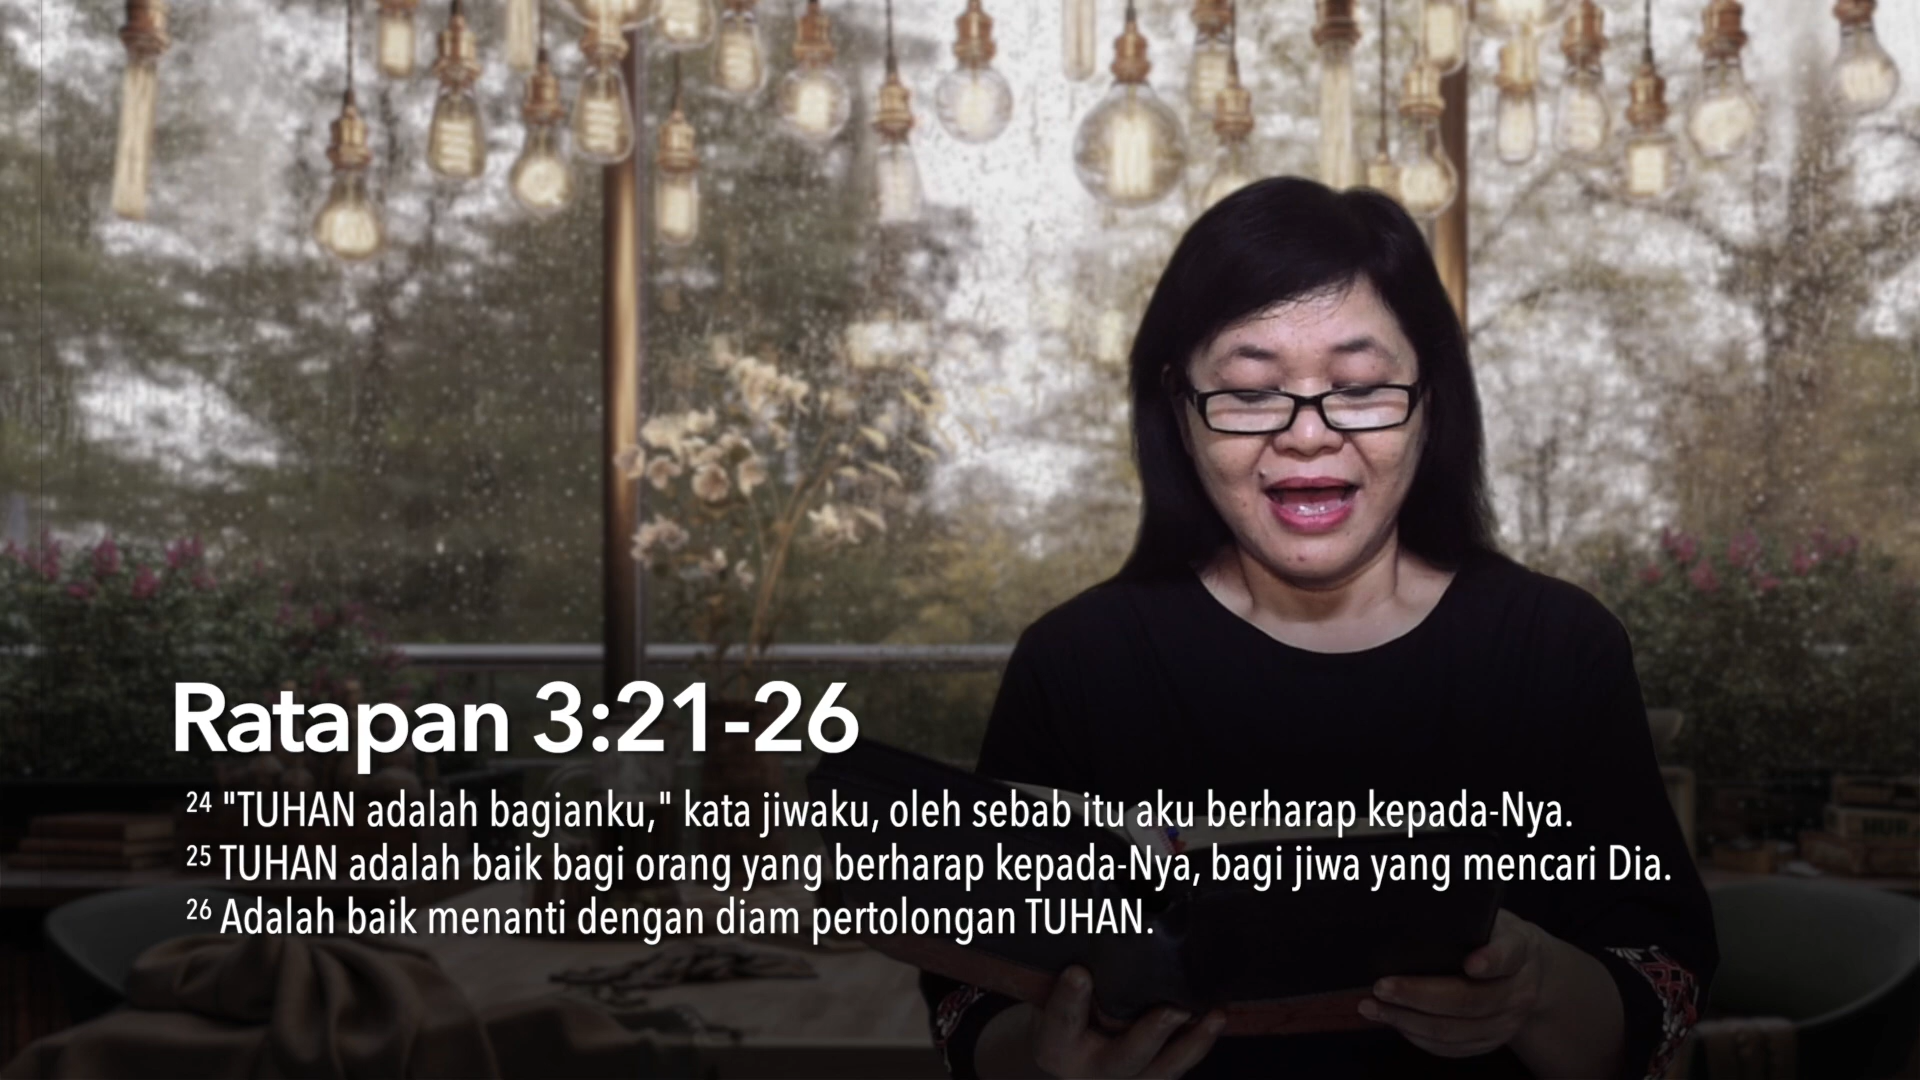 Ratapan 3:21-26
24 "TUHAN adalah bagianku," kata jiwaku, oleh sebab itu aku berharap kepada-Nya.
25 TUHAN adalah baik bagi orang yang berharap kepada-Nya, bagi jiwa yang mencari Dia.
26 Adalah baik menanti dengan diam pertolongan TUHAN.